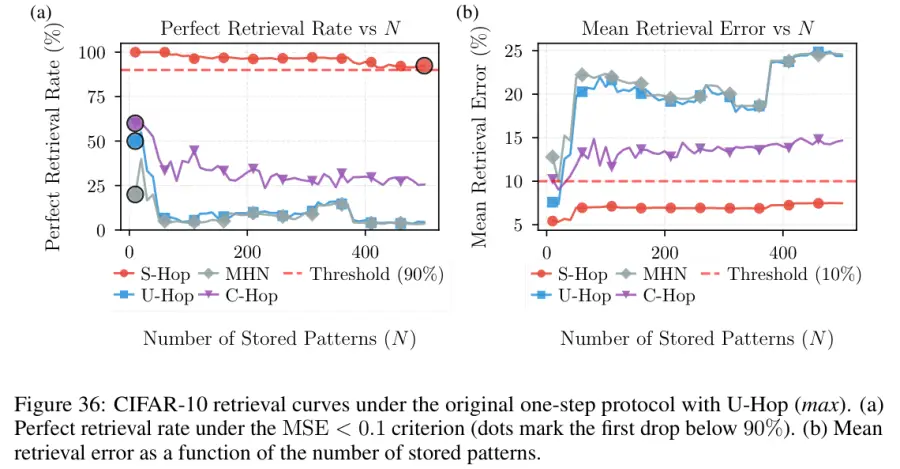 (a)
Perfect Retrieval Rate vs N
Perfect Retrieval Rate (%)
100
75
50
25
0
0
200
400
S-Hop
MHN
Threshold (90%)
U-Hop
C-Hop
Number of Stored Patterns (N)
(b)
Mean Retrieval Error vs N
Mean Retrieval Error (%)
25
20
15
10
5
0
200
400
S-Hop
MHN
Threshold (10%)
U-Hop
C-Hop
Number of Stored Patterns (N)
Figure 36: CIFAR-10 retrieval curves under the original one-step protocol with U-Hop (max). (a)
Perfect retrieval rate under the MSE < 0.1 criterion (dots mark the first drop below 90%). (b) Mean
retrieval error as a function of the number of stored patterns.